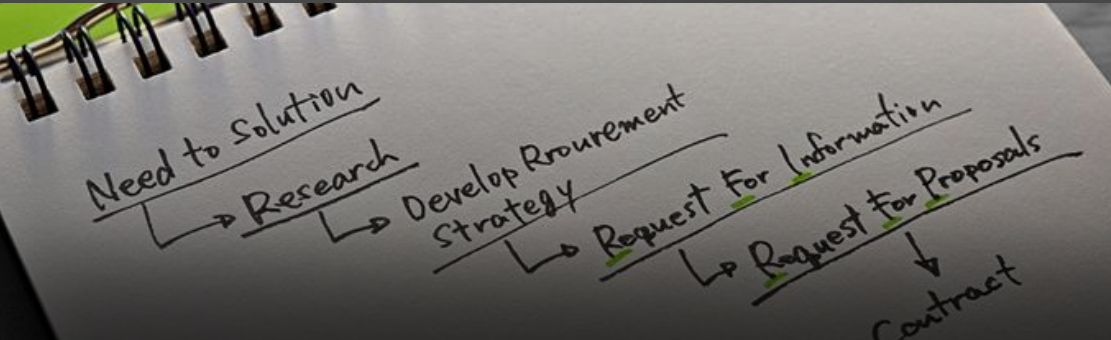 Need to Solution
Research
Develop Rrourement
Strategy
Request For Information
Request For Proposals
Contract